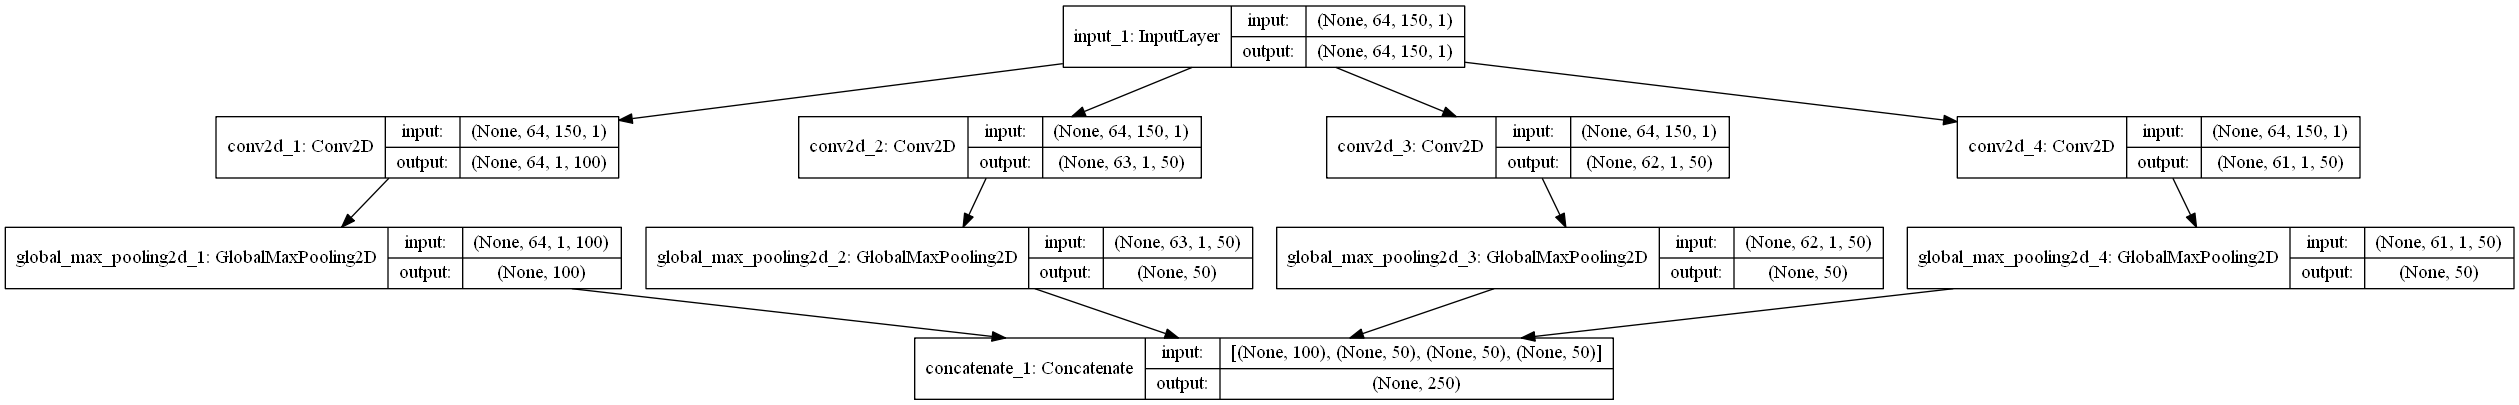 input_1: InputLayer
input:
(None, 64, 150, 1)
output:
(None, 64, 150, 1)
conv2d_1: Conv2D
input:
(None, 64, 150, 1)
output:
(None, 64, 1, 100)
conv2d_2: Conv2D
input:
(None, 64, 150, 1)
output:
(None, 63, 1, 50)
conv2d_3: Conv2D
input:
(None, 64, 150, 1)
output:
(None, 62, 1, 50)
conv2d_4: Conv2D
input:
(None, 64, 150, 1)
output:
(None, 61, 1, 50)
global_max_pooling2d_1: GlobalMaxPooling2D
input:
(None, 64, 1, 100)
output:
(None, 100)
global_max_pooling2d_2: GlobalMaxPooling2D
input:
(None, 63, 1, 50)
output:
(None, 50)
global_max_pooling2d_3: GlobalMaxPooling2D
input:
(None, 62, 1, 50)
output:
(None, 50)
global_max_pooling2d_4: GlobalMaxPooling2D
input:
(None, 61, 1, 50)
output:
(None, 50)
concatenate_1: Concatenate
input:
[(None, 100), (None, 50), (None, 50), (None, 50)]
output:
(None, 250)